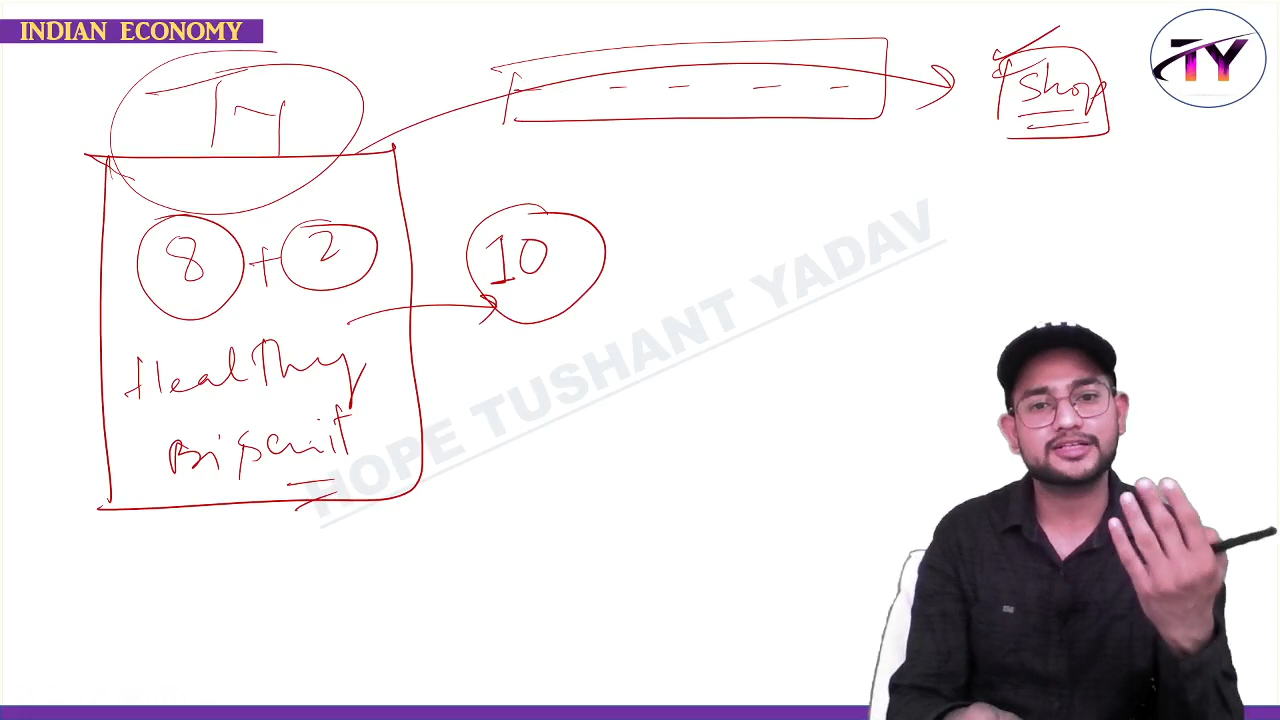 INDIAN ECONOMY
TY
TY
Shop
8 + 2
10
Healthy
Biscuit
HOPE TUSHANT YADAV